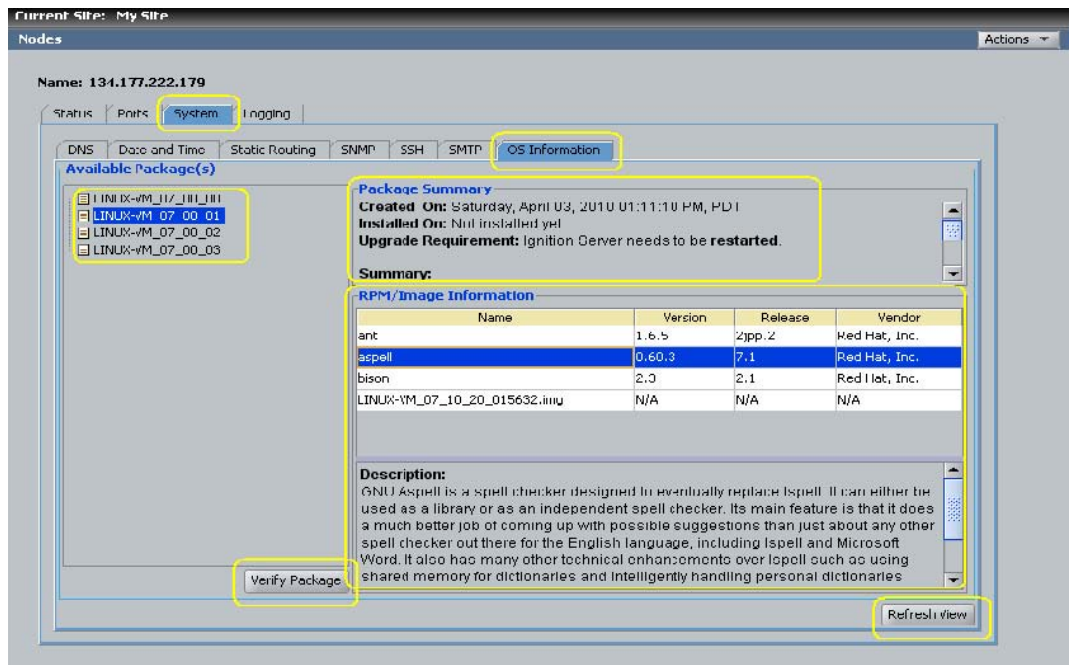 Current Site: My Site
Nodes
Actions
Name: 134.177.222.179
Status Ports System Logging
DNS Date and Time Static Routing SNMP SSH SMTP OS Information
Available Package(s)
LINUX-VM_07_00_00
LINUX-VM_07_00_01
LINUX-VM_07_00_02
LINUX-VM_07_00_03
Verify Package
Package Summary
Created On: Saturday, April 03, 2010 01:11:10 PM, PDT
Installed On: Not installed yet
Upgrade Requirement: Ignition Server needs to be restarted.
Summary:
RPM/Image Information
Name Version Release Vendor
ant 1.6.5 2jpp.2 Red Hat, Inc.
aspell 0.60.3 7.1 Red Hat, Inc.
bison 2.3 2.1 Red Hat, Inc.
LINUX-VM_07_10_20_015632.img N/A N/A N/A
Description:
GNU Aspell is a spell checker designed to eventually replace Ispell. It can either be
used as a library or as an independent spell checker. Its main feature is that it does
a much better job of coming up with possible suggestions than just about any other
spell checker out there for the English language, including Ispell and Microsoft
Word. It also has many other technical enhancements over Ispell such as using
shared memory for dictionaries and intelligently handling personal dictionaries
Refresh View